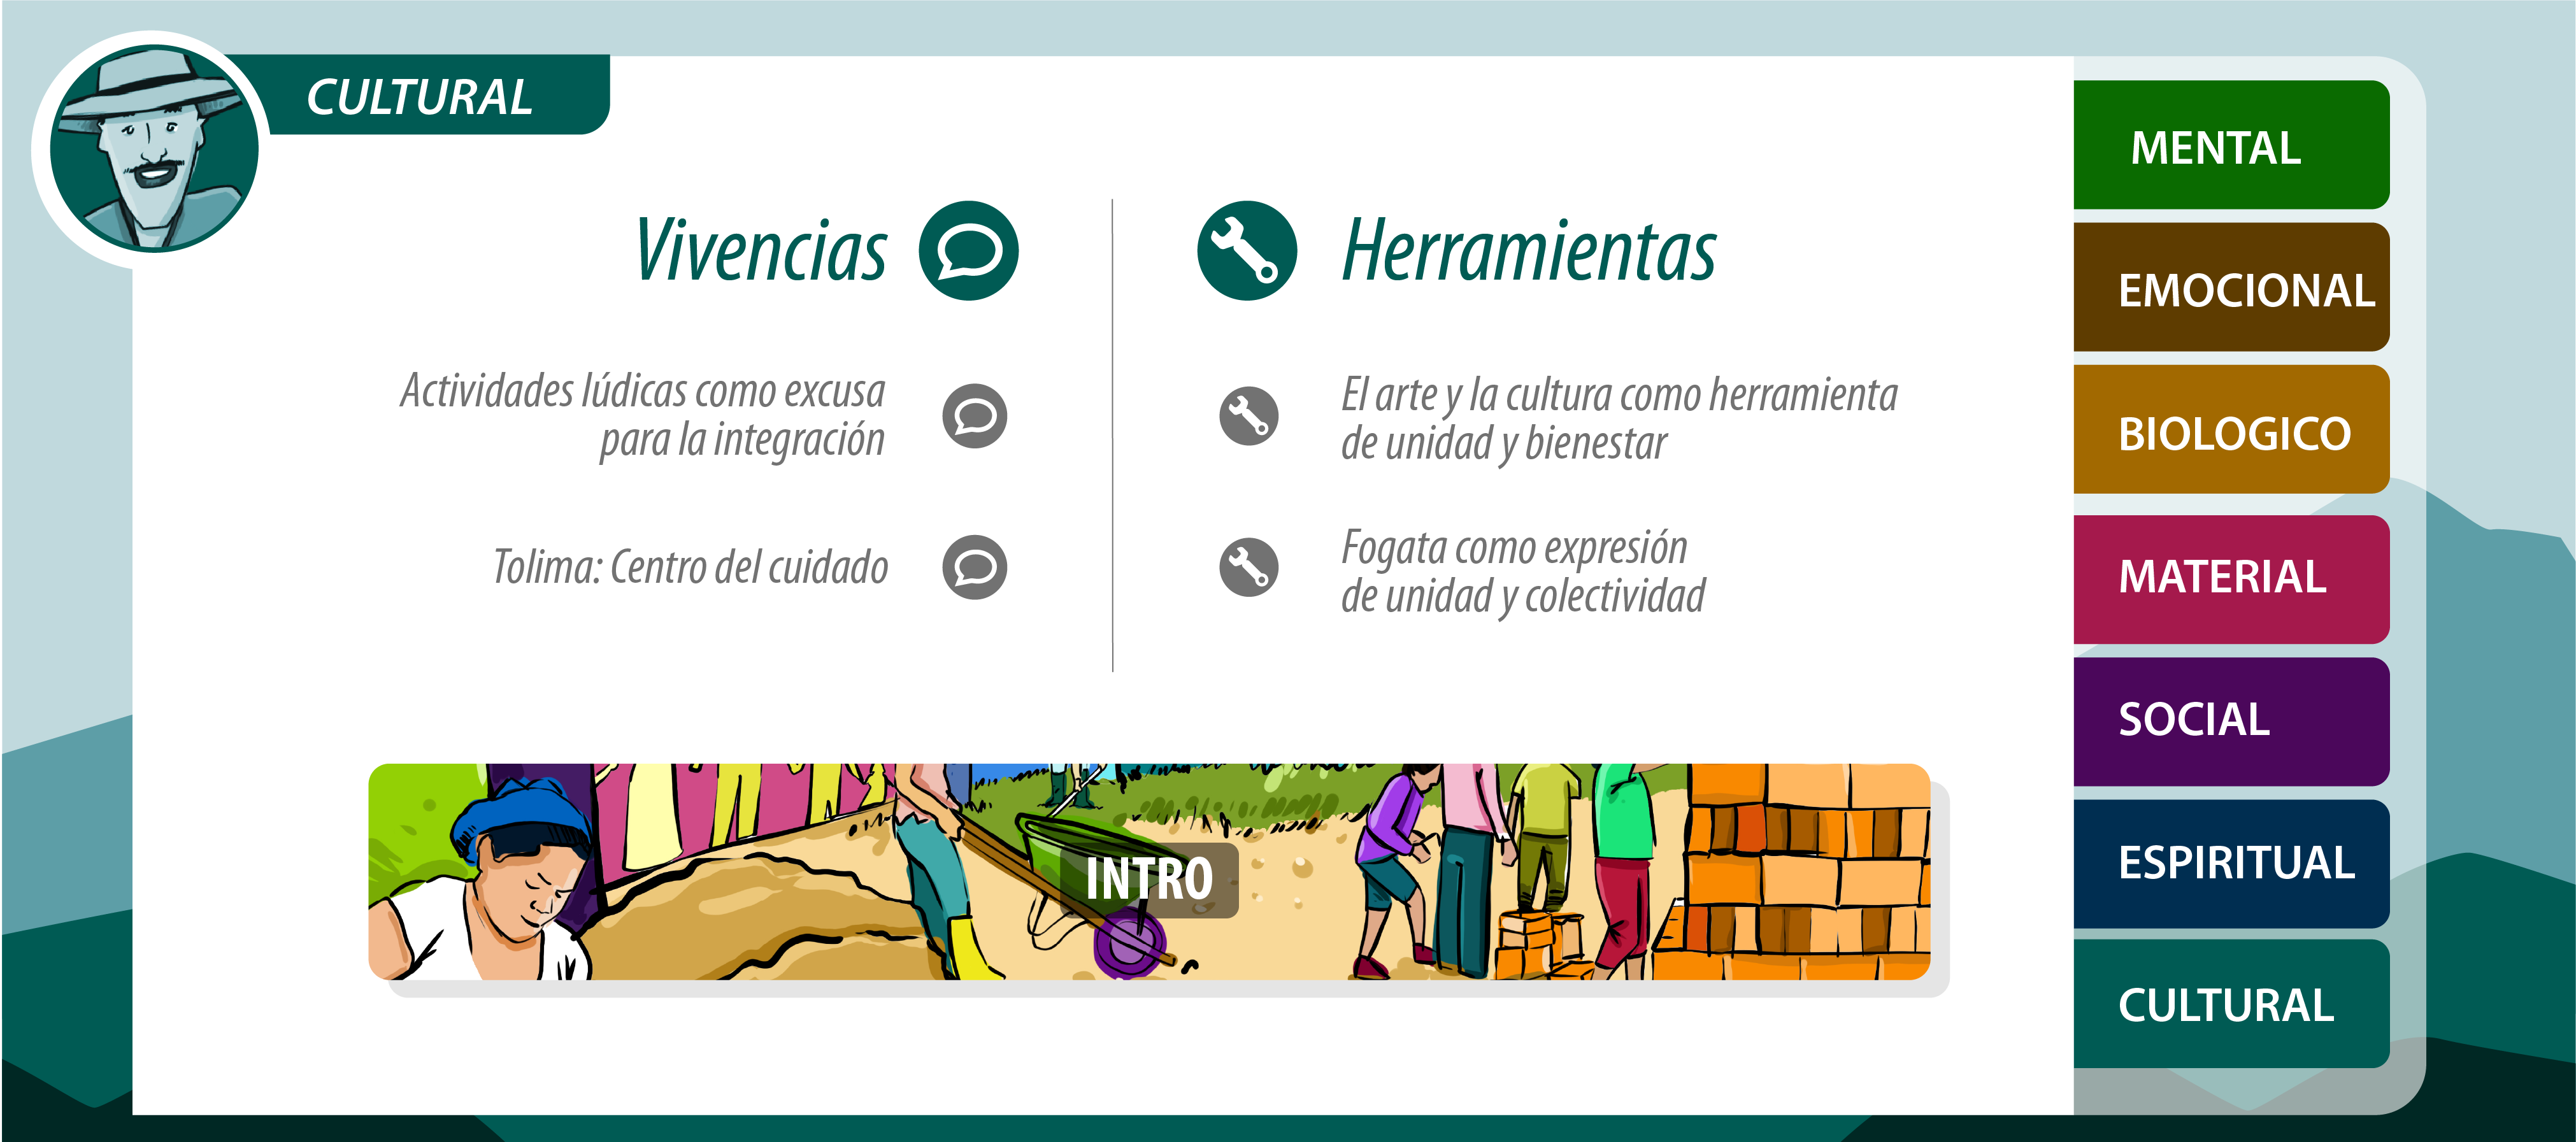 CULTURAL
Vivencias
Actividades lúdicas como excusa
para la integración
Tolima: Centro del cuidado
Herramientas
El arte y la cultura como herramienta
de unidad y bienestar
Fogata como expresión
de unidad y colectividad
INTRO
MENTAL
EMOCIONAL
BIOLOGICO
MATERIAL
SOCIAL
ESPIRITUAL
CULTURAL